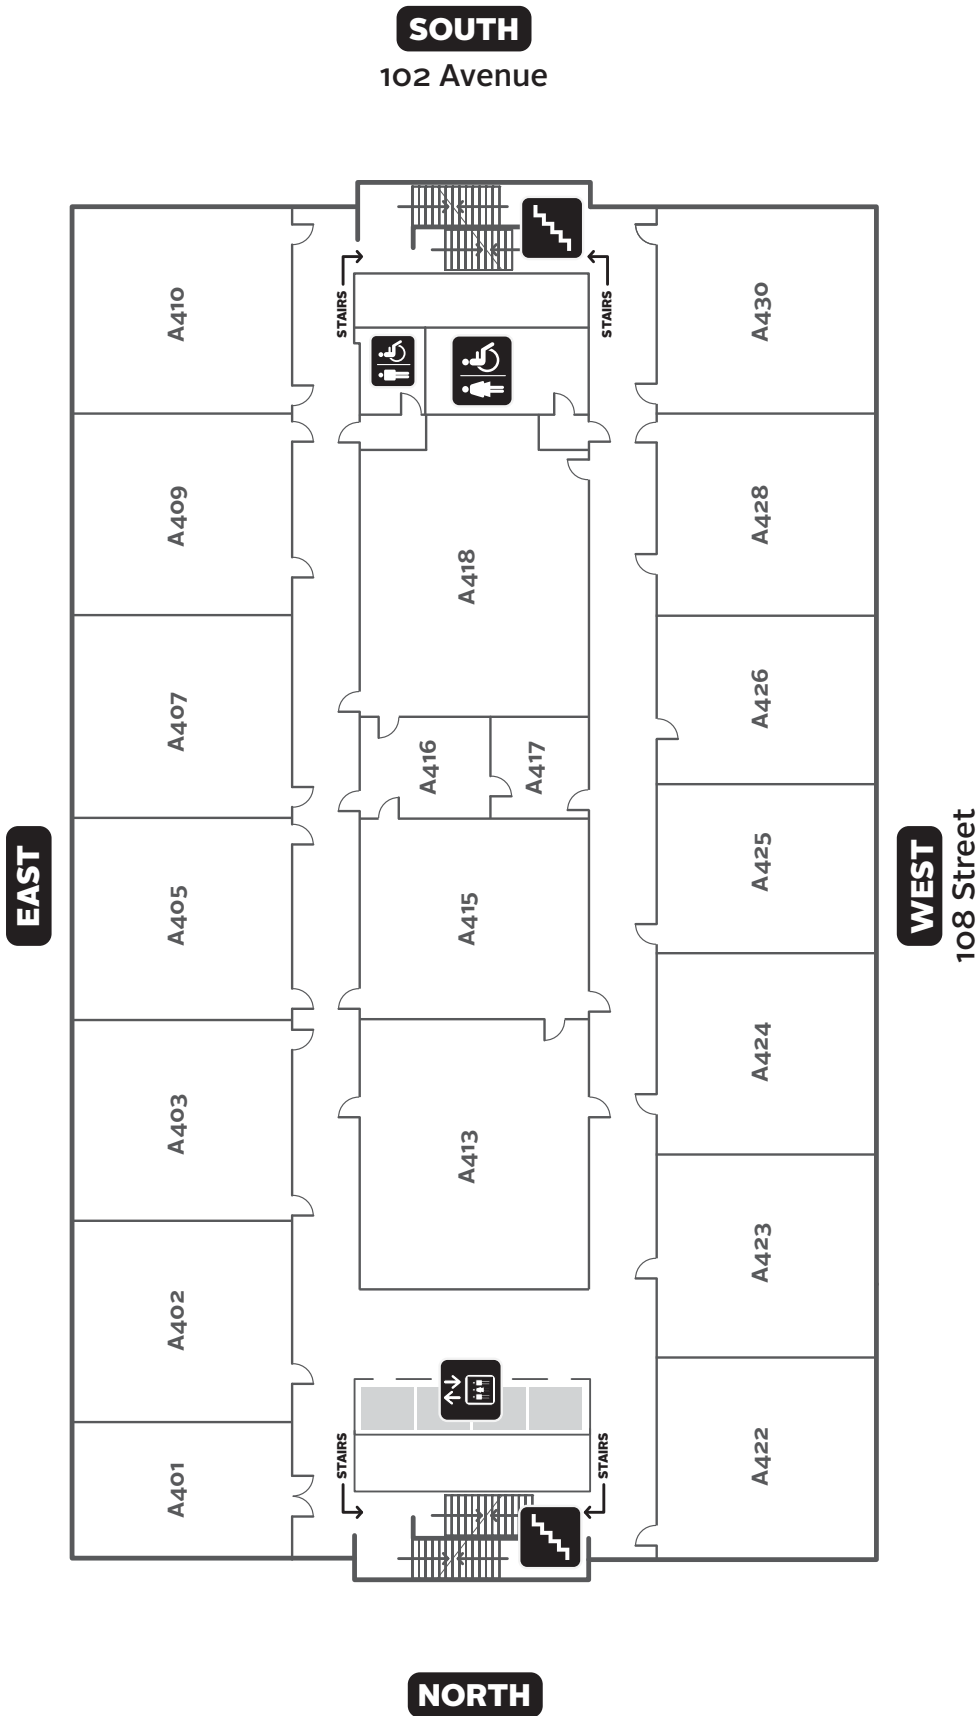 SOUTH
102 Avenue
STAIRS
STAIRS
A410
A430
A409
A428
A418
A407
A426
A416
A417
EAST
A405
A415
A425
WEST
108 Street
A403
A413
A424
A402
A423
A401
STAIRS
STAIRS
A422
NORTH